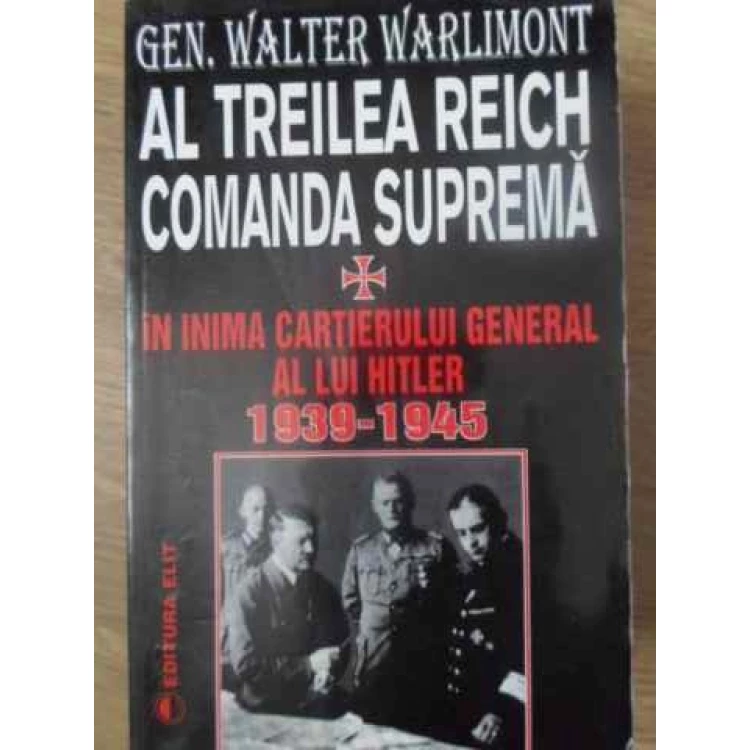 GEN. WALTER WARLIMONT
AL TREILEA REICH
COMANDA SUPREMĂ
ÎN INIMA CARTIERULUI GENERAL
AL LUI HITLER
1939-1945
EDITURA ELIT